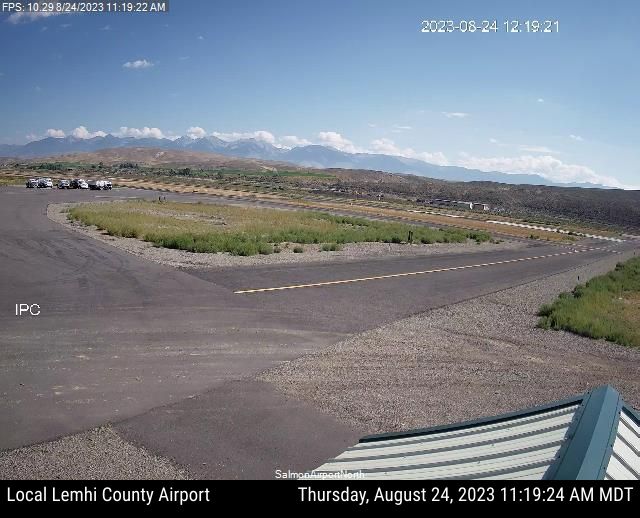 FPS: 10.29 8/24/2023 11:19:22 AM
2023-08-24 12:19:21
IPC
SalmonAirportNorth
Local Lemhi County Airport Thursday, August 24, 2023 11:19:24 AM MDT